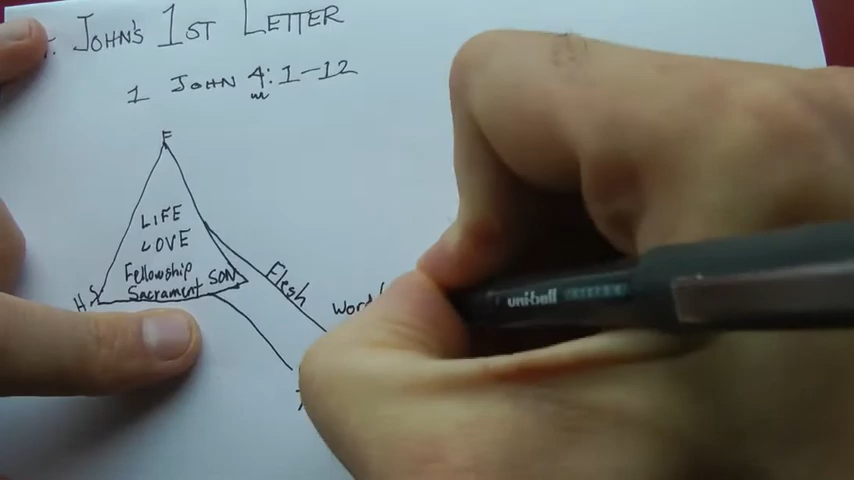 JOHN'S 1ST LETTER
1 JOHN 4:1-12
F
LIFE
LOVE
Fellowship
Sacrament SON
HS
Flesh
Word
uni-ball